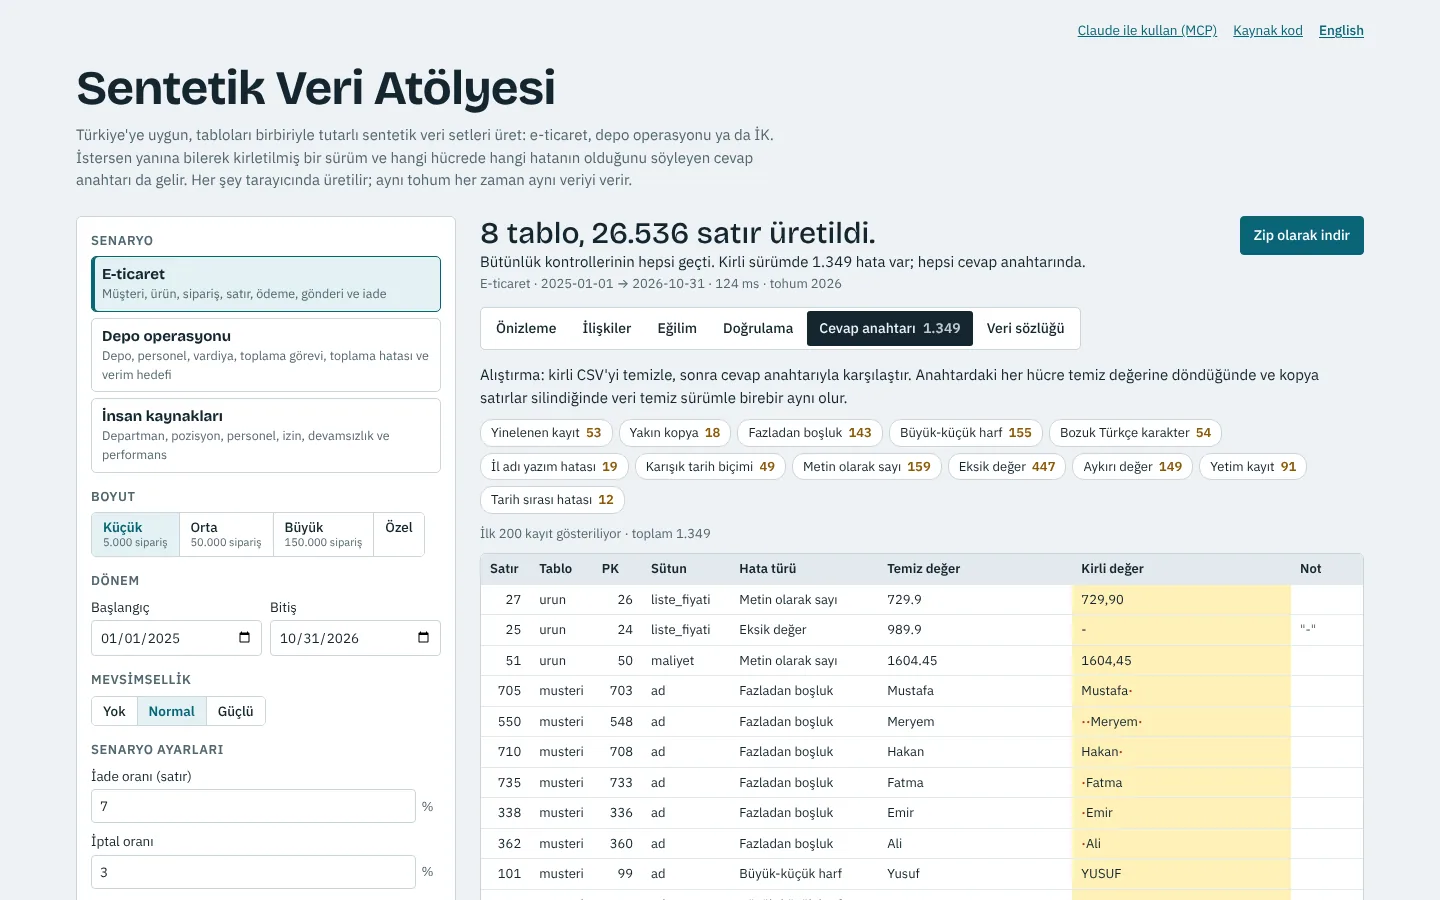 Claude ile kullan (MCP) Kaynak kod English
Sentetik Veri Atölyesi
Türkiye'ye uygun, tabloları birbiriyle tutarlı sentetik veri setleri üret: e-ticaret, depo operasyonu ya da İK.
İstersen yanına bilerek kirletilmiş bir sürüm ve hangi hücrede hangi hatanın olduğunu söyleyen cevap
anahtarı da gelir. Her şey tarayıcında üretilir; aynı tohum her zaman aynı veriyi verir.
SENARYO
E-ticaret
Müşteri, ürün, sipariş, satır, ödeme, gönderi ve iade
Depo operasyonu
Depo, personel, vardiya, toplama görevi, toplama hatası ve
verim hedefi
İnsan kaynakları
Departman, pozisyon, personel, izin, devamsızlık ve
performans
BOYUT
Küçük Orta Büyük Özel
5.000 sipariş 50.000 sipariş 150.000 sipariş
DÖNEM
Başlangıç Bitiş
01/01/2025 10/31/2026
MEVSİMSELLİK
Yok Normal Güçlü
SENARYO AYARLARI
İade oranı (satır)
7 %
İptal oranı
3 %
8 tablo, 26.536 satır üretildi.
Zip olarak indir
Bütünlük kontrollerinin hepsi geçti. Kirli sürümde 1.349 hata var; hepsi cevap anahtarında.
E-ticaret · 2025-01-01 → 2026-10-31 · 124 ms · tohum 2026
Önizleme İlişkiler Eğilim Doğrulama Cevap anahtarı 1.349 Veri sözlüğü
Alıştırma: kirli CSV'yi temizle, sonra cevap anahtarıyla karşılaştır. Anahtardaki her hücre temiz değerine döndüğünde ve kopya
satırlar silindiğinde veri temiz sürümle birebir aynı olur.
Yinelenen kayıt 53 Yakın kopya 18 Fazladan boşluk 143 Büyük-küçük harf 155 Bozuk Türkçe karakter 54
İl adı yazım hatası 19 Karışık tarih biçimi 49 Metin olarak sayı 159 Eksik değer 447 Aykırı değer 149 Yetim kayıt 91
Tarih sırası hatası 12
İlk 200 kayıt gösteriliyor · toplam 1.349
Satır Tablo PK Sütun Hata türü Temiz değer Kirli değer Not
27 urun 26 liste_fiyati Metin olarak sayı 729.9 729,90
25 urun 24 liste_fiyati Eksik değer 989.9 - "-"
51 urun 50 maliyet Metin olarak sayı 1604.45 1604,45
705 musteri 703 ad Fazladan boşluk Mustafa Mustafa·
550 musteri 548 ad Fazladan boşluk Meryem ··Meryem·
710 musteri 708 ad Fazladan boşluk Hakan Hakan·
735 musteri 733 ad Fazladan boşluk Fatma ·Fatma
338 musteri 336 ad Fazladan boşluk Emir ·Emir
362 musteri 360 ad Fazladan boşluk Ali ·Ali
101 musteri 99 ad Büyük-küçük harf Yusuf YUSUF